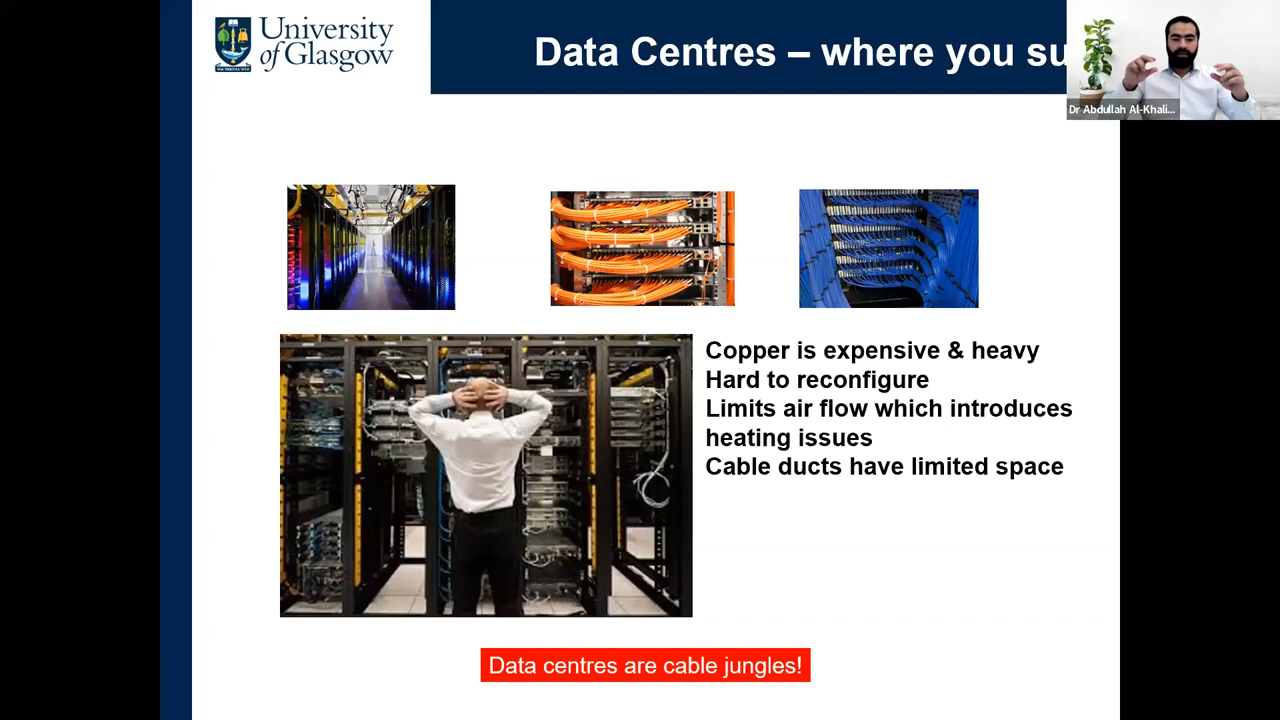 University
of Glasgow
Data Centres – where you su
Dr Abdullah Al-Khali...
Copper is expensive & heavy
Hard to reconfigure
Limits air flow which introduces
heating issues
Cable ducts have limited space
Data centres are cable jungles!